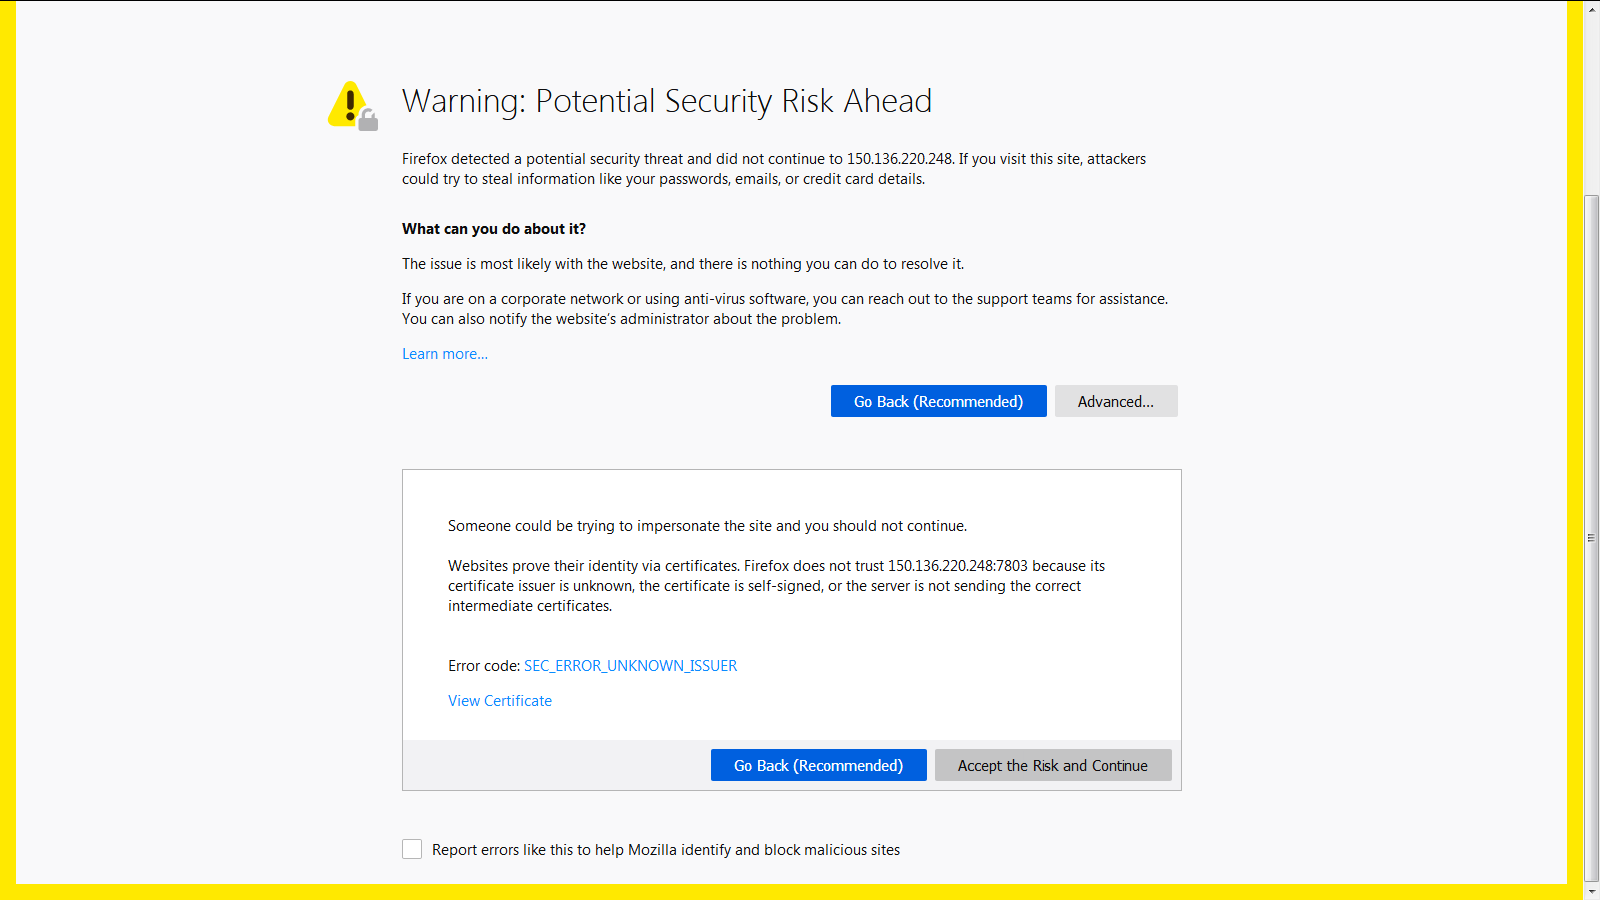 Warning: Potential Security Risk Ahead
Firefox detected a potential security threat and did not continue to 150.136.220.248. If you visit this site, attackers
could try to steal information like your passwords, emails, or credit card details.
What can you do about it?
The issue is most likely with the website, and there is nothing you can do to resolve it.
If you are on a corporate network or using anti-virus software, you can reach out to the support teams for assistance.
You can also notify the website’s administrator about the problem.
Learn more…
Go Back (Recommended) Advanced...
Someone could be trying to impersonate the site and you should not continue.
Websites prove their identity via certificates. Firefox does not trust 150.136.220.248:7803 because its
certificate issuer is unknown, the certificate is self-signed, or the server is not sending the correct
intermediate certificates.
Error code: SEC_ERROR_UNKNOWN_ISSUER
View Certificate
Go Back (Recommended) Accept the Risk and Continue
Report errors like this to help Mozilla identify and block malicious sites